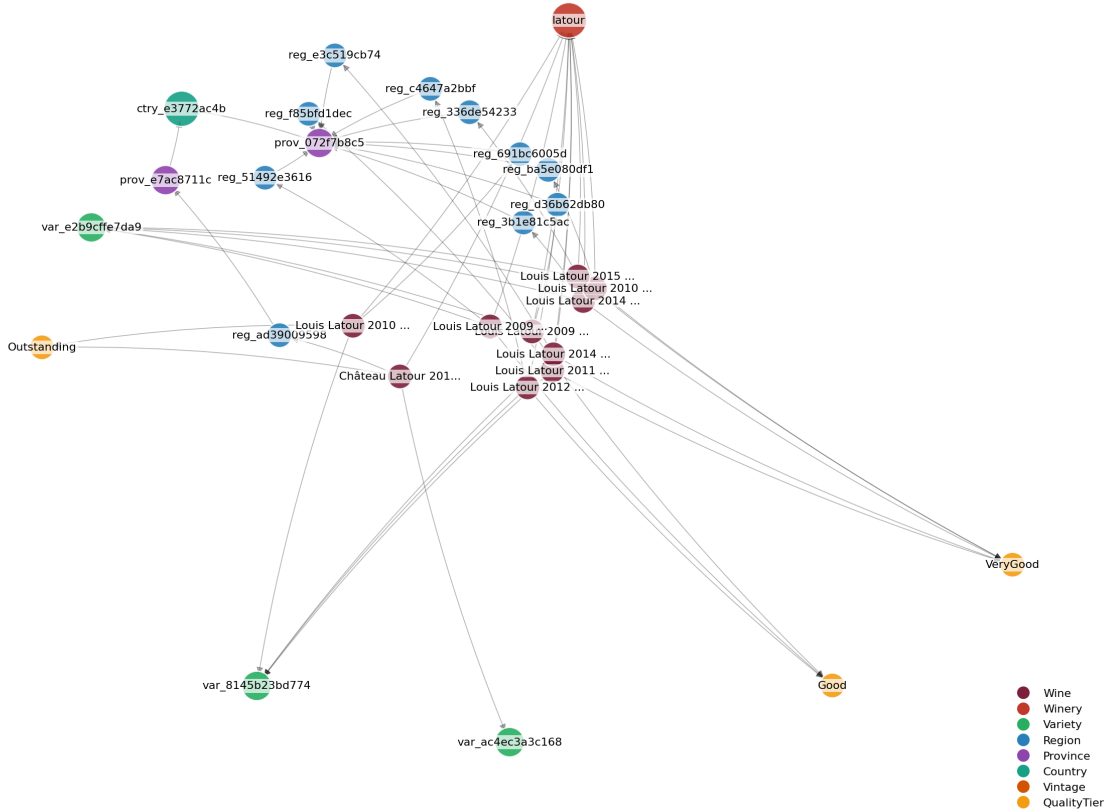 latour
reg_e3c519cb74
reg_c4647a2bbf
ctry_e3772ac4b
reg_f85bfd1dec
reg_336de54233
prov_072f7b8c5
reg_691bc6005d
reg_ba5e080df1
prov_e7ac8711c
reg_51492e3616
reg_d36b62db80
reg_3b1e81c5ac
var_e2b9cffe7da9
Louis Latour 2015 ...
Louis Latour 2010 ...
Louis Latour 2014 ...
Louis Latour 2010 ...
Louis Latour 2009 ...
Louis Latour 2009 ...
reg_ad39009598
Outstanding
Louis Latour 2014 ...
Louis Latour 2011 ...
Château Latour 201...
Louis Latour 2012 ...
VeryGood
var_8145b23bd774
Good
var_ac4ec3a3c168
Wine
Winery
Variety
Region
Province
Country
Vintage
QualityTier